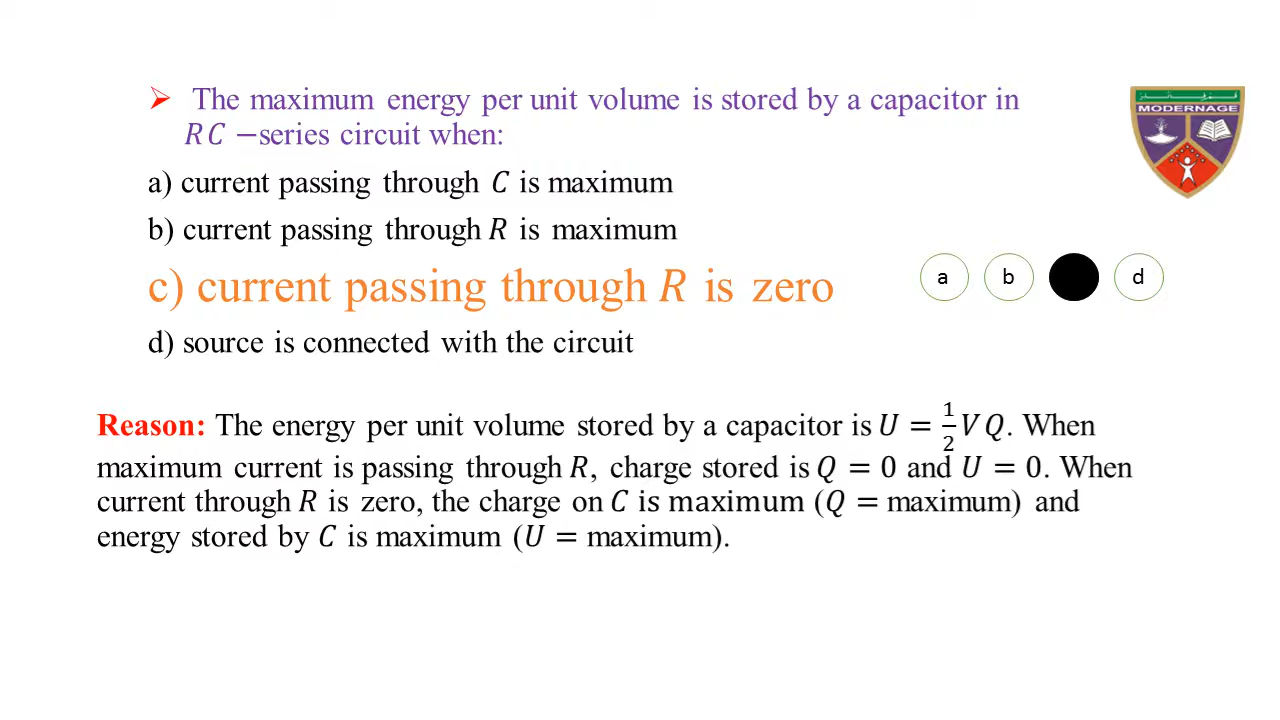 ➢ The maximum energy per unit volume is stored by a capacitor in
RC −series circuit when:
a) current passing through C is maximum
b) current passing through R is maximum
c) current passing through R is zero
d) source is connected with the circuit
MODERNAGE
a b d
Reason: The energy per unit volume stored by a capacitor is U = 1/2 VQ. When
maximum current is passing through R, charge stored is Q = 0 and U = 0. When
current through R is zero, the charge on C is maximum (Q = maximum) and
energy stored by C is maximum (U = maximum).